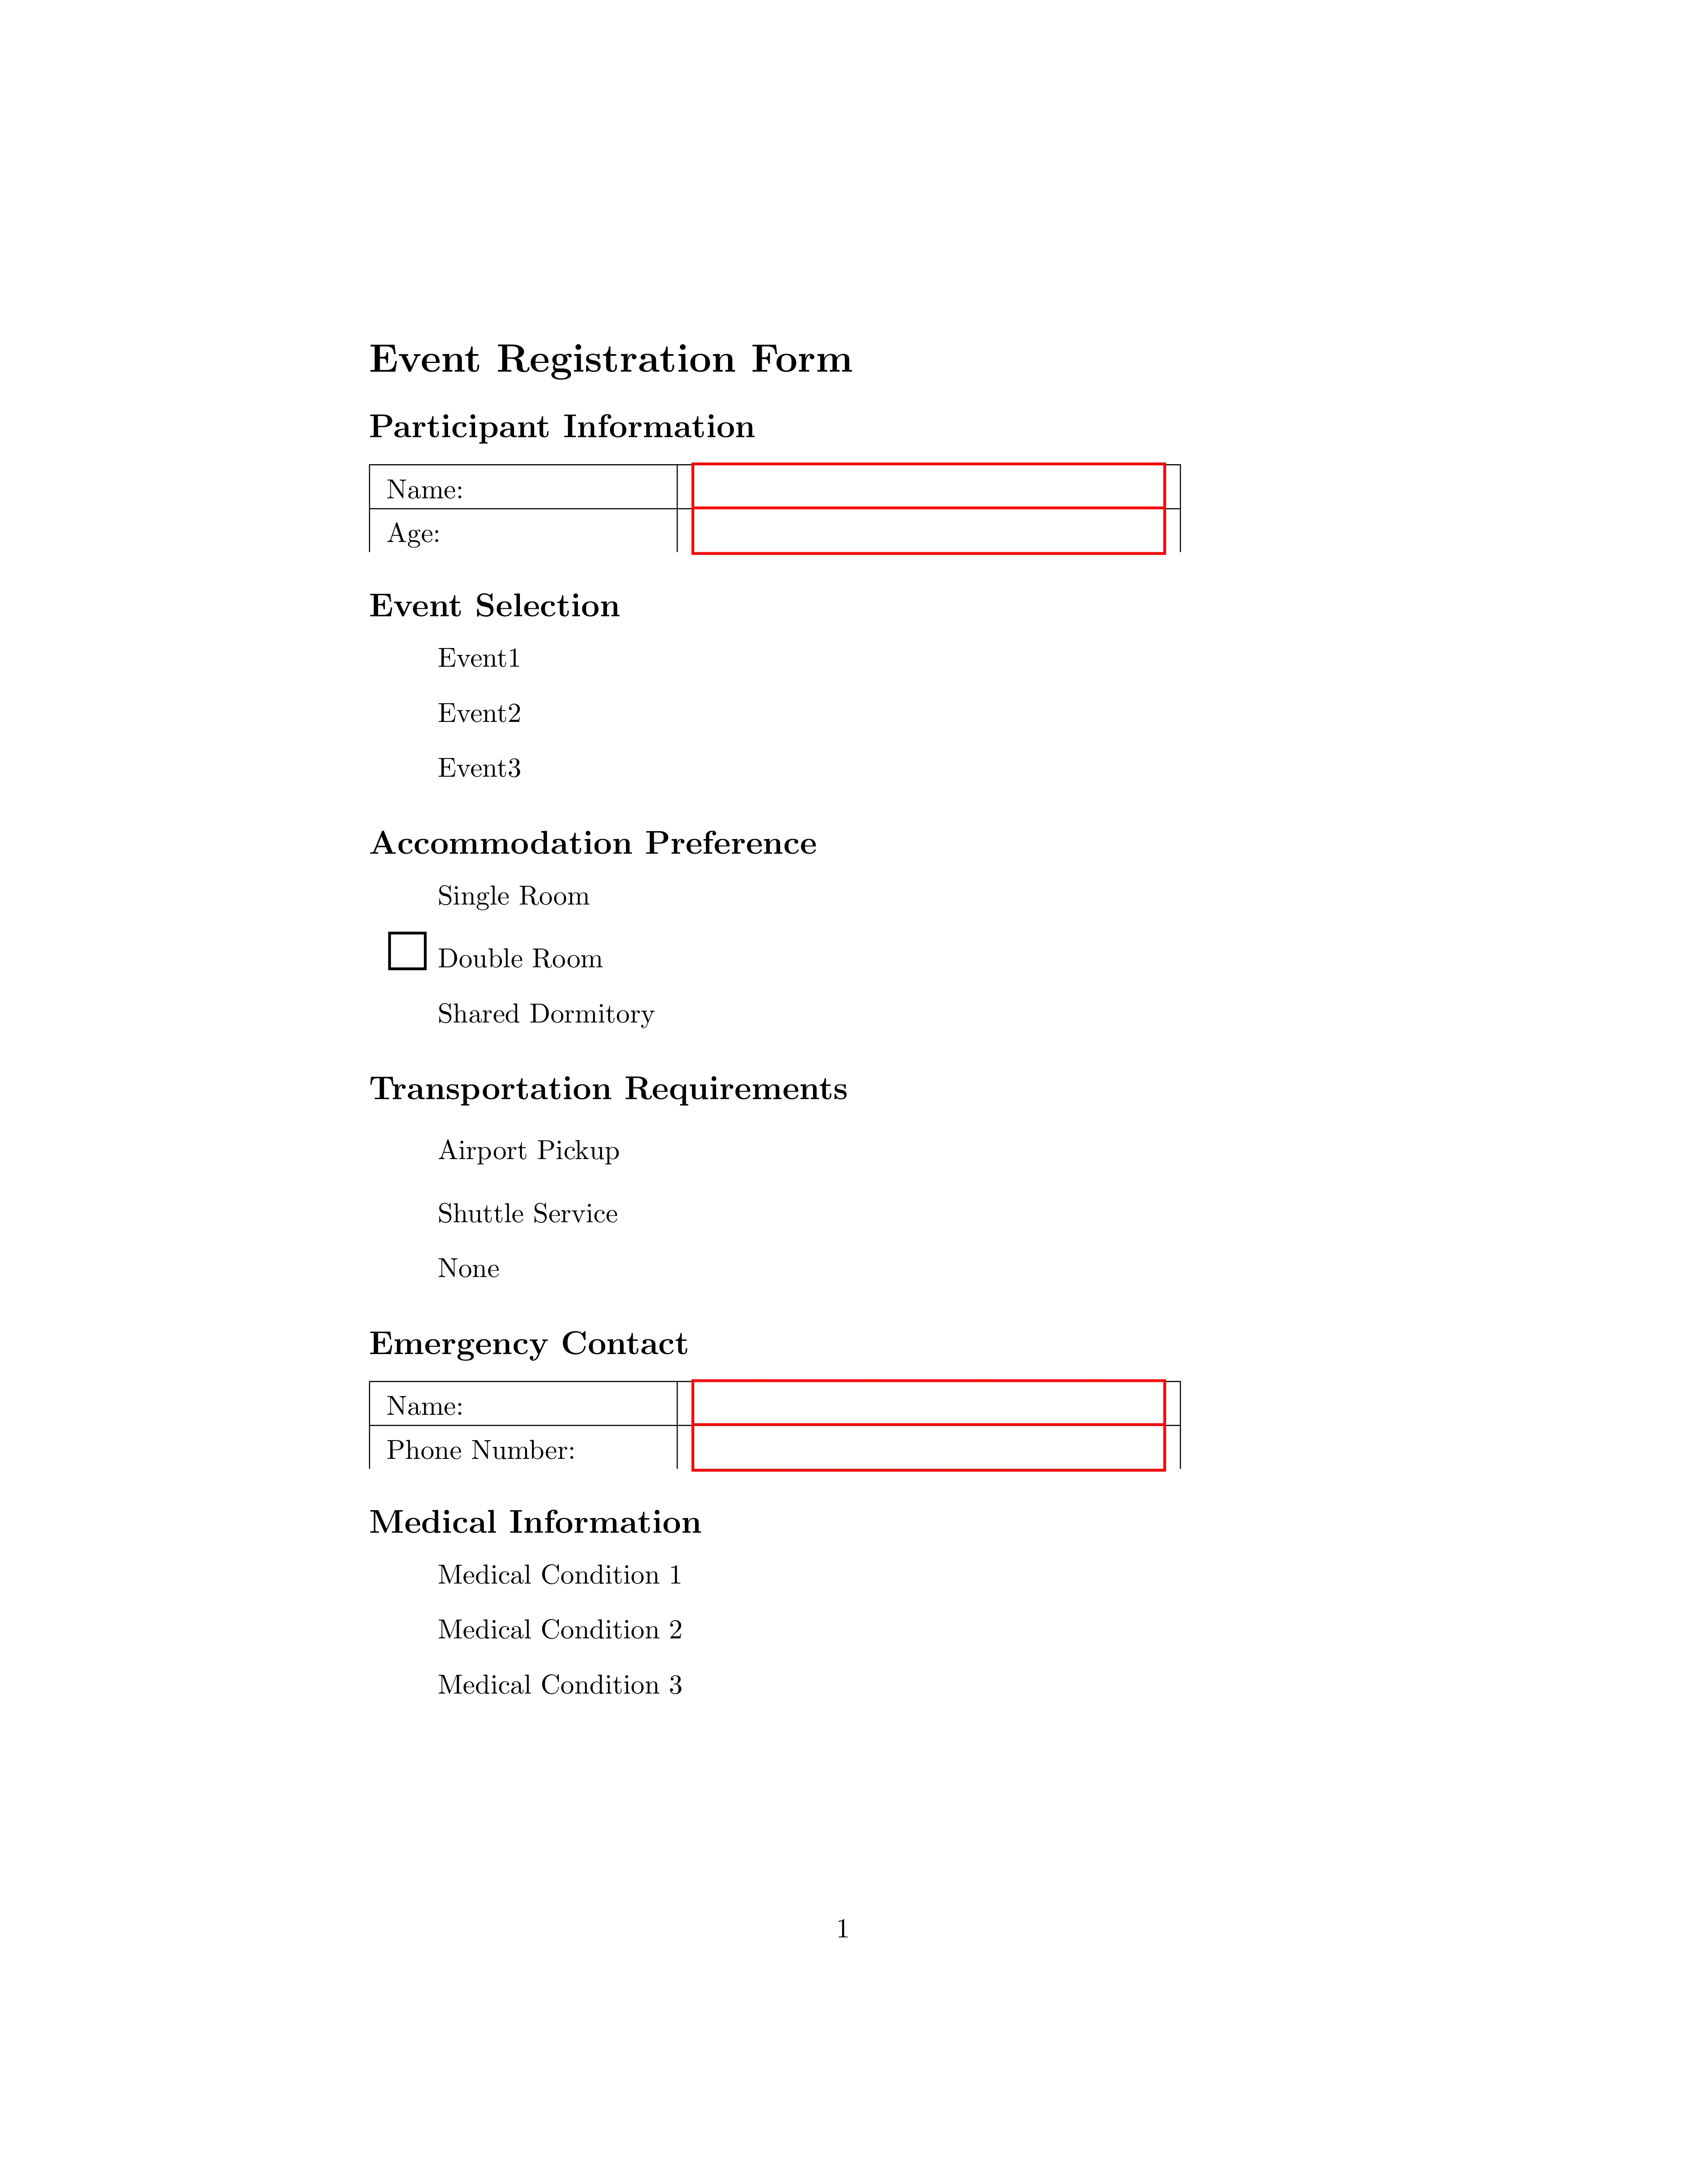 Event Registration Form
Participant Information
Name:
Age:
Event Selection
Event1
Event2
Event3
Accommodation Preference
Single Room
Double Room
Shared Dormitory
Transportation Requirements
Airport Pickup
Shuttle Service
None
Emergency Contact
Name:
Phone Number:
Medical Information
Medical Condition 1
Medical Condition 2
Medical Condition 3
1